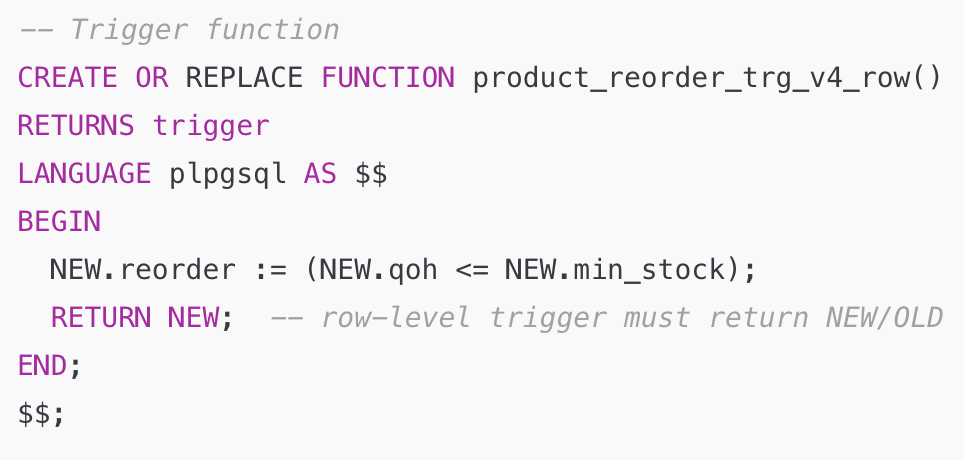 -- Trigger function
CREATE OR REPLACE FUNCTION product_reorder_trg_v4_row()
RETURNS trigger
LANGUAGE plpgsql AS $$
BEGIN
  NEW.reorder := (NEW.qoh <= NEW.min_stock);
  RETURN NEW;  -- row-level trigger must return NEW/OLD
END;
$$;